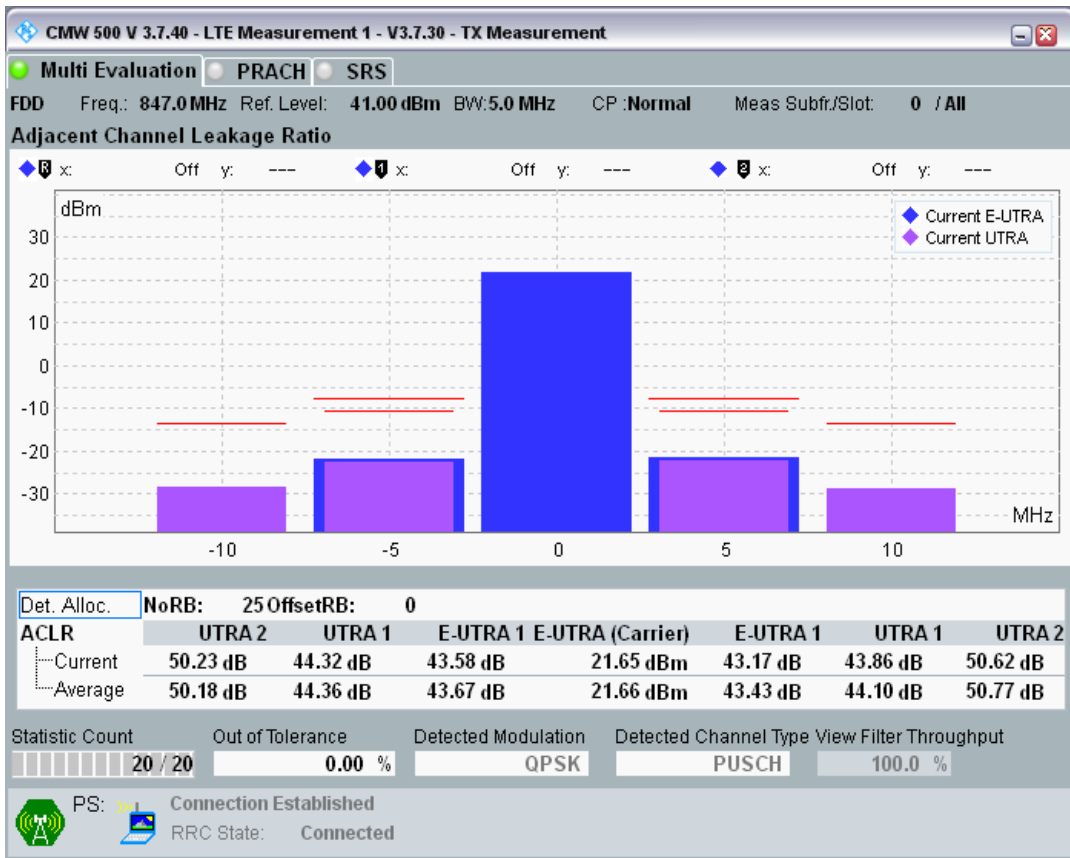 CMW 500 V 3.7.40 - LTE Measurement 1 - V3.7.30 - TX Measurement
Multi Evaluation PRACH SRS
FDD Freq.: 847.0 MHz Ref. Level: 41.00 dBm BW:5.0 MHz CP :Normal Meas Subfr./Slot: 0 / All
Adjacent Channel Leakage Ratio
R x: Off y: --- 1 x: Off y: --- 2 x: Off y: ---
dBm
Current E-UTRA
Current UTRA
30
20
10
0
-10
-20
-30
MHz
-10 -5 0 5 10
Det. Alloc. NoRB: 25 OffsetRB: 0
ACLR UTRA 2 UTRA 1 E-UTRA 1 E-UTRA (Carrier) E-UTRA 1 UTRA 1 UTRA 2
Current 50.23 dB 44.32 dB 43.58 dB 21.65 dBm 43.17 dB 43.86 dB 50.62 dB
Average 50.18 dB 44.36 dB 43.67 dB 21.66 dBm 43.43 dB 44.10 dB 50.77 dB
Statistic Count Out of Tolerance Detected Modulation Detected Channel Type View Filter Throughput
20 / 20 0.00 % QPSK PUSCH 100.0 %
PS: Connection Established
RRC State: Connected